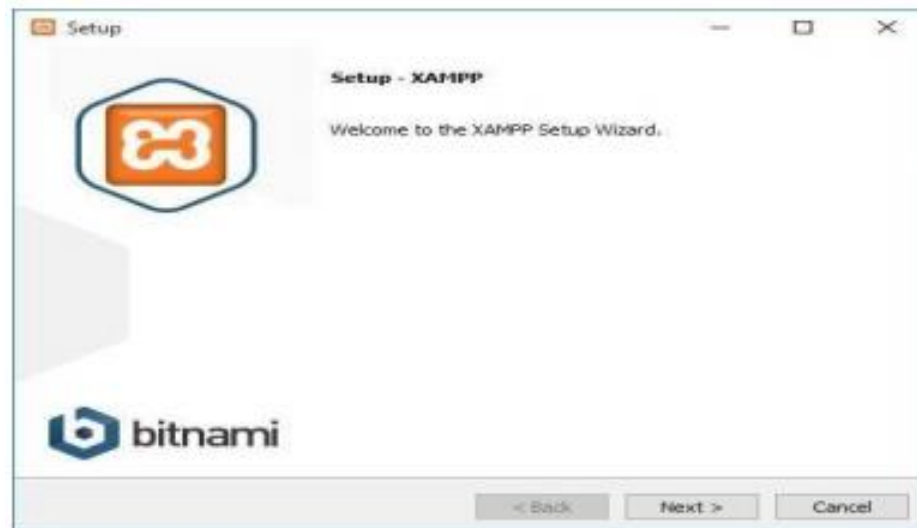 Setup
Setup - XAMPP
Welcome to the XAMPP Setup Wizard.
bitnami
< Back Next > Cancel